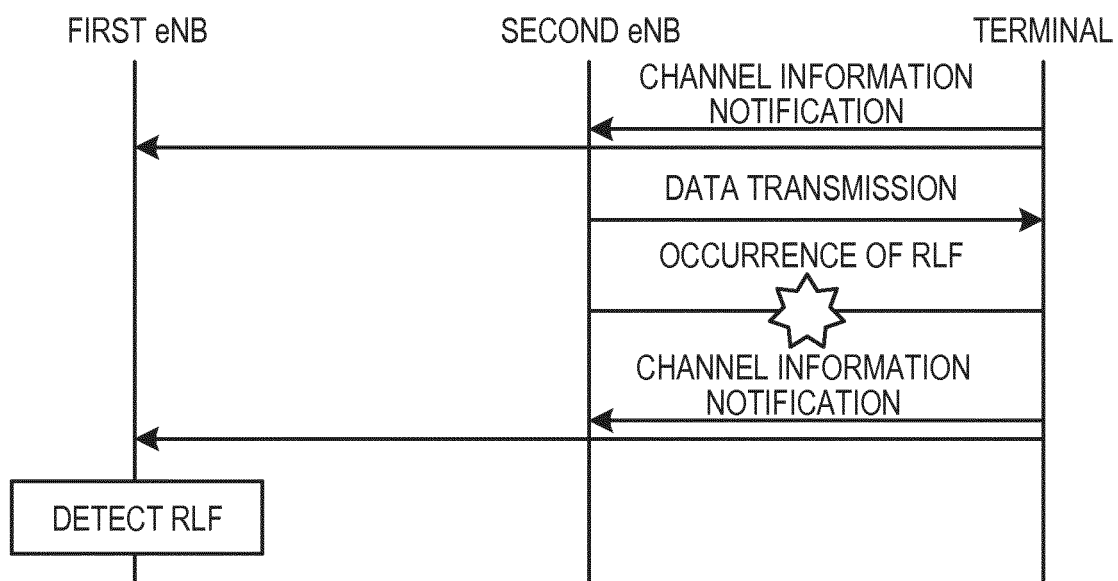 FIRST eNB
SECOND eNB
TERMINAL
CHANNEL INFORMATION
NOTIFICATION
DATA TRANSMISSION
OCCURRENCE OF RLF
CHANNEL INFORMATION
NOTIFICATION
DETECT RLF